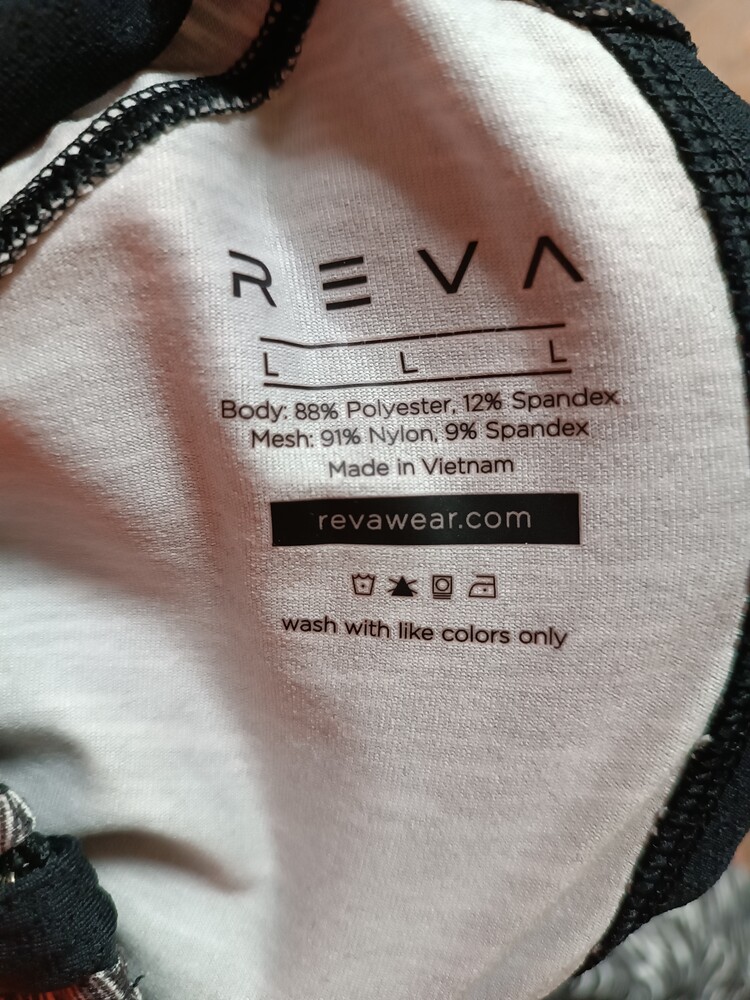 REVA
L L L
Body: 88% Polyester, 12% Spandex
Mesh: 91% Nylon, 9% Spandex
Made in Vietnam
revawear.com
wash with like colors only